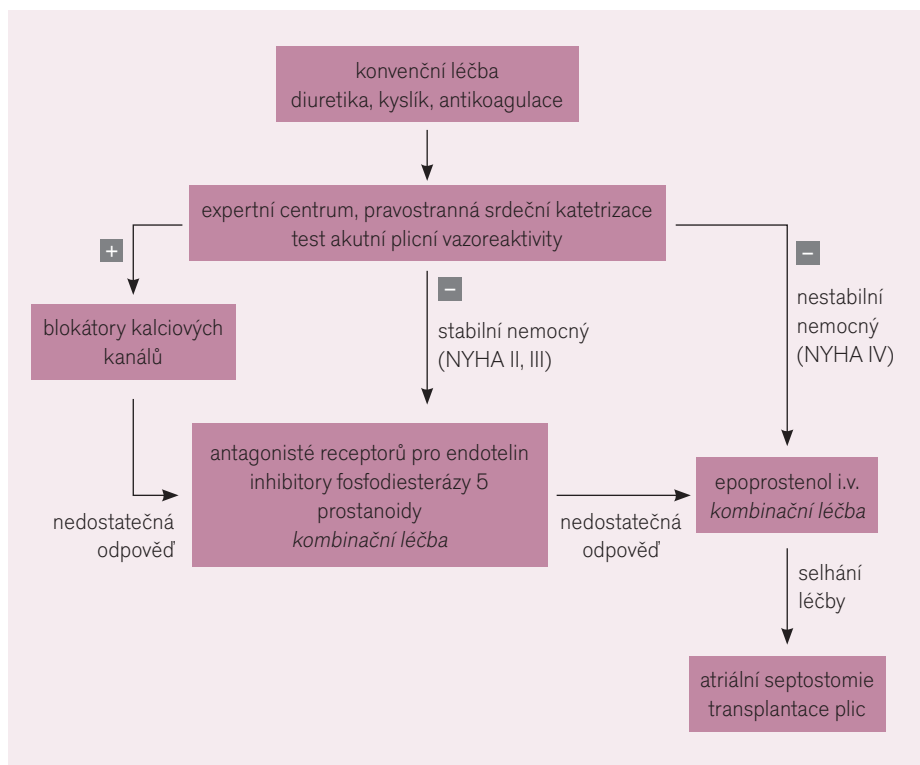 konvenční léčba
diuretika, kyslík, antikoagulace
expertní centrum, pravostranná srdeční katetrizace
test akutní plicní vazoreaktivity
+
−
−
blokátory kalciových
kanálů
stabilní nemocný
(NYHA II, III)
nestabilní
nemocný
(NYHA IV)
antagonisté receptorů pro endotelin
inhibitory fosfodiesterázy 5
prostanoidy
kombinační léčba
nedostatečná
odpověď
nedostatečná
odpověď
epoprostenol i.v.
kombinační léčba
selhání
léčby
atriální septostomie
transplantace plic